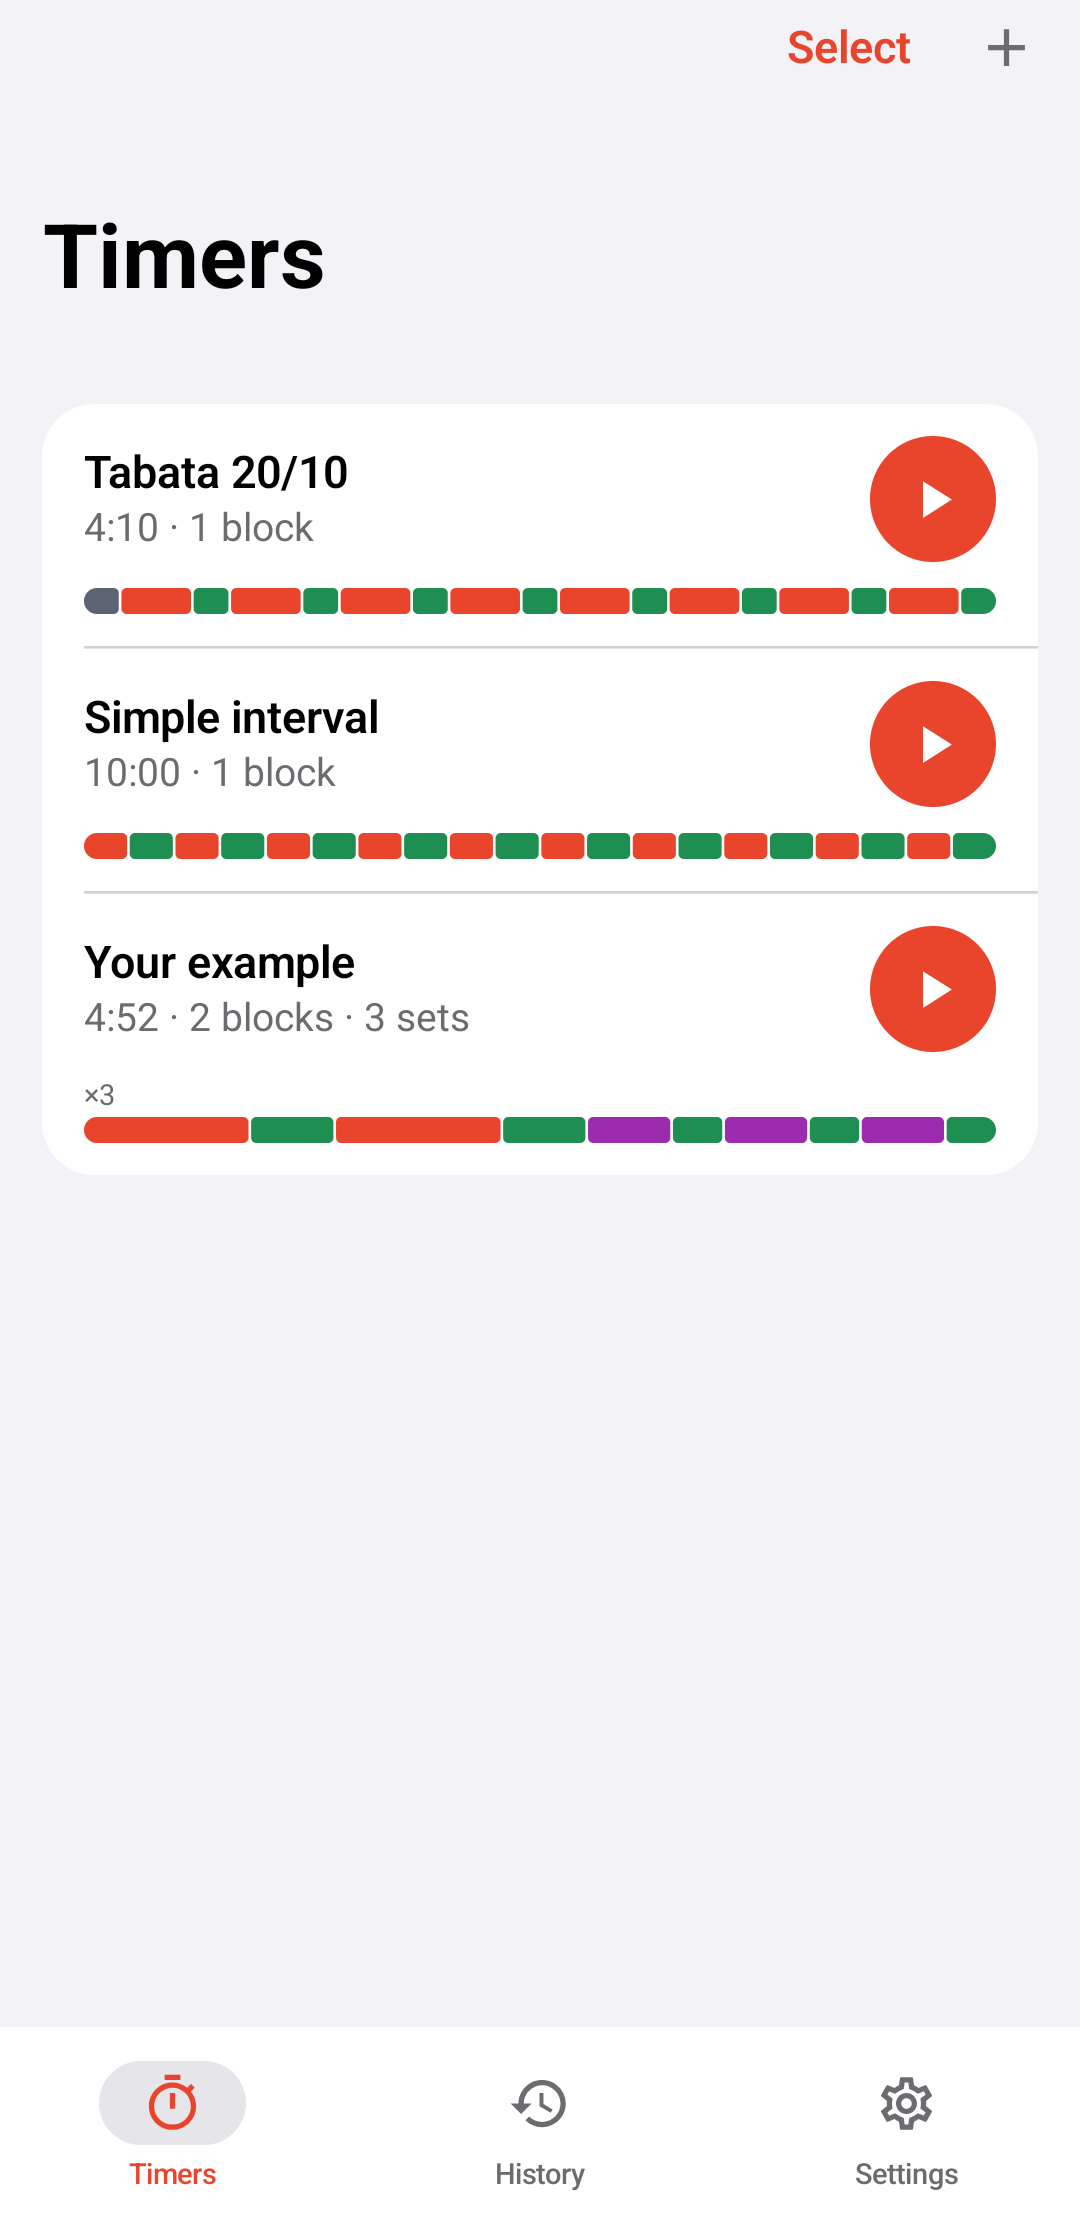 Select
Timers
Tabata 20/10
4:10 · 1 block
Simple interval
10:00 · 1 block
Your example
4:52 · 2 blocks · 3 sets
×3
Timers
History
Settings